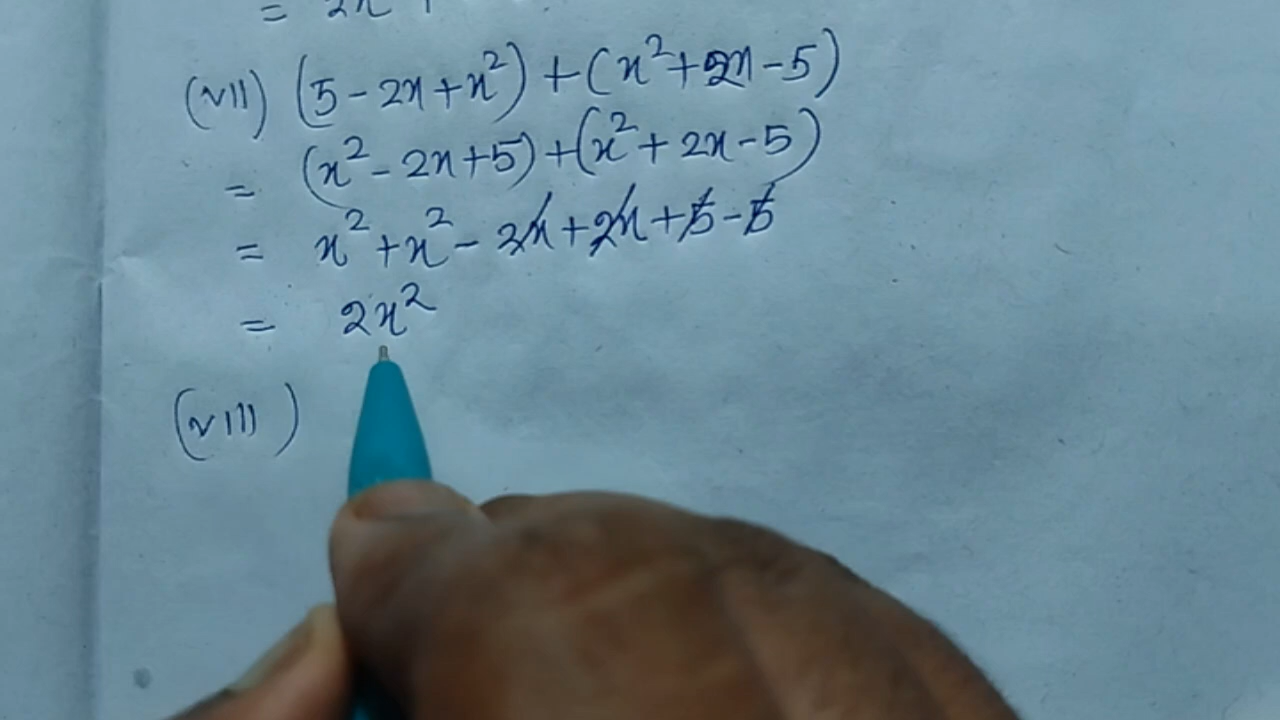 = 2x +
(vii) (5 - 2x + x²) + (x² + 2x - 5)
= (x² - 2x + 5) + (x² + 2x - 5)
= x² + x² - 2x + 2x + 5 - 5
= 2x²
(viii)